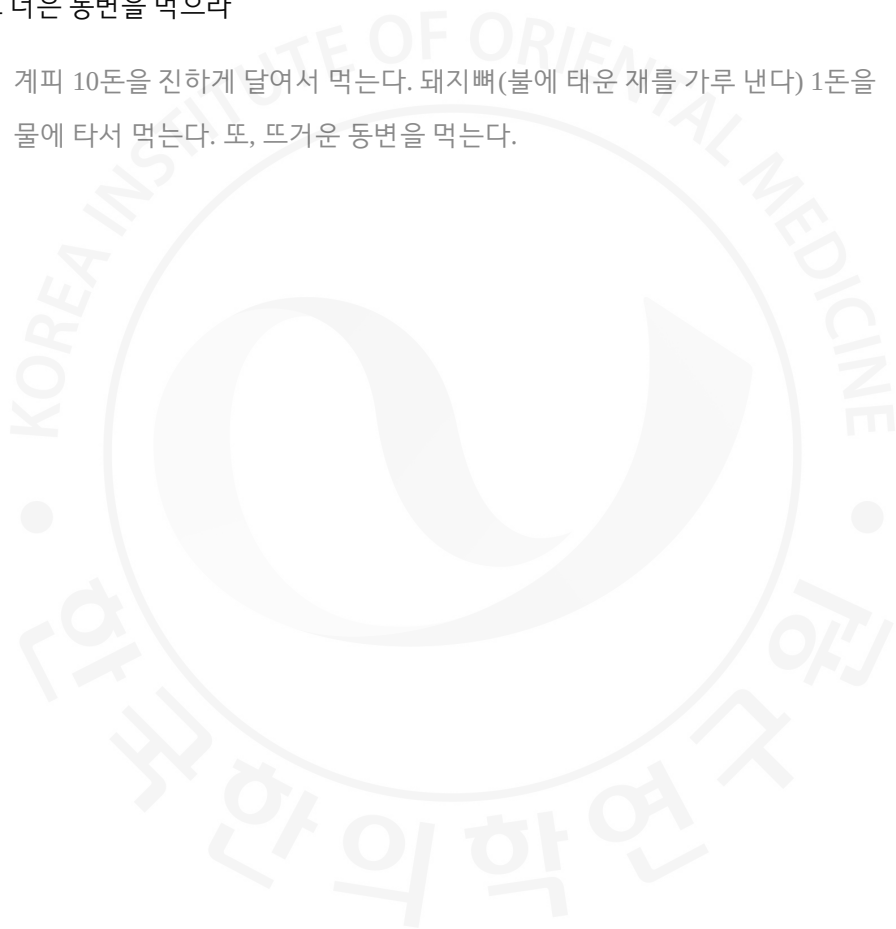 더은 동변을 먹으라
계피 10돈을 진하게 달여서 먹는다. 돼지뼈(불에 태운 재를 가루 낸다) 1돈을
물에 타서 먹는다. 또, 뜨거운 동변을 먹는다.
KOREA INSTITUTE OF ORIENTAL MEDICINE
한국한의학연구원